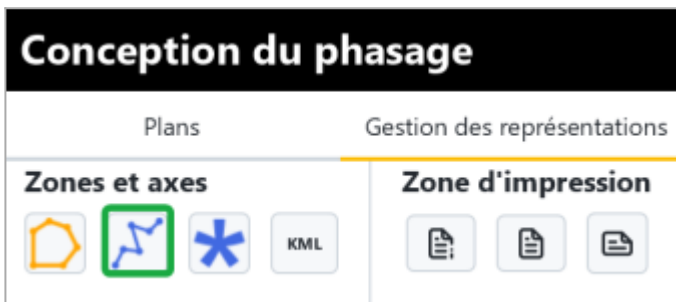 Conception du phasage
Plans
Gestion des représentations
Zones et axes
Zone d'impression
KML